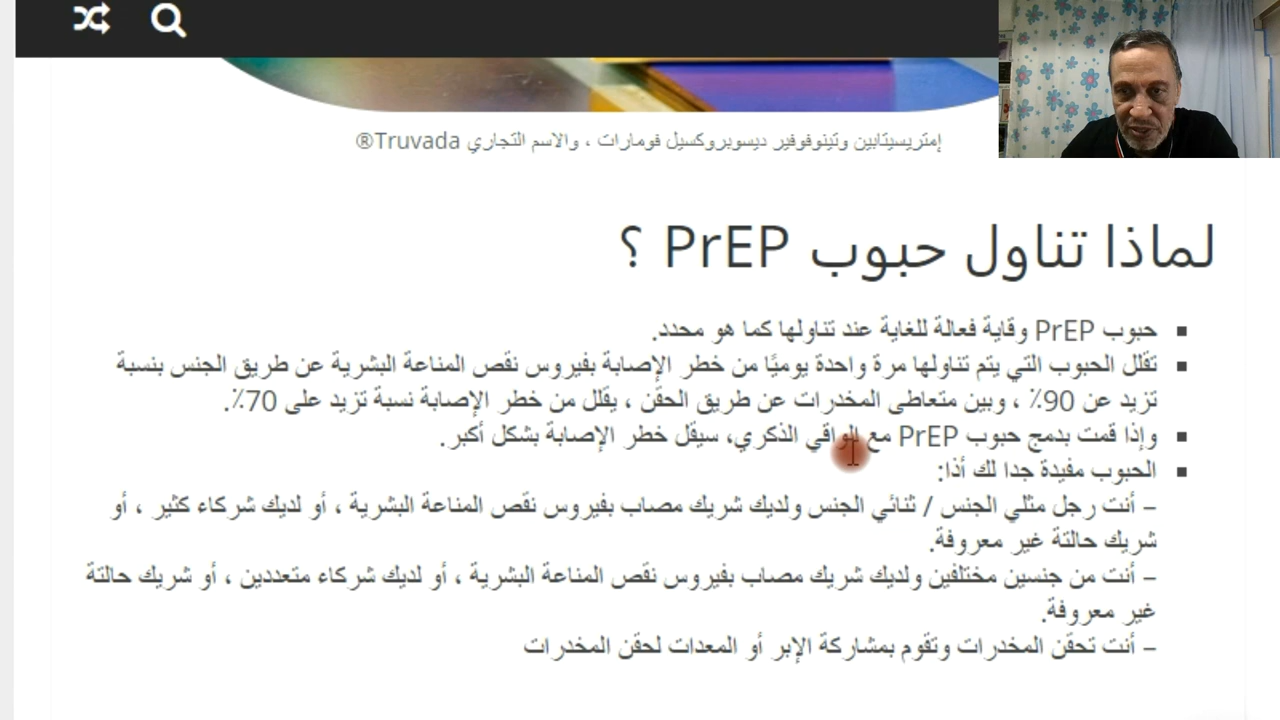 إمتريسيتابين وتينوفوفير ديسوبروكسيل فومارات ، والاسم التجاري Truvada®
لماذا تناول حبوب PrEP ؟
▪ حبوب PrEP وقاية فعالة للغاية عند تناولها كما هو محدد.
▪ تقلل الحبوب التي يتم تناولها مرة واحدة يوميًا من خطر الإصابة بفيروس نقص المناعة البشرية عن طريق الجنس بنسبة
تزيد عن 90٪ ، وبين متعاطى المخدرات عن طريق الحقن ، يقلل من خطر الإصابة نسبة تزيد على 70٪.
▪ وإذا قمت بدمج حبوب PrEP مع الواقي الذكري، سيقل خطر الإصابة بشكل أكبر.
▪ الحبوب مفيدة جدا لك أذا:
– أنت رجل مثلي الجنس / ثنائي الجنس ولديك شريك مصاب بفيروس نقص المناعة البشرية ، أو لديك شركاء كثير ، أو
شريك حالتة غير معروفة.
– أنت من جنسين مختلفين ولديك شريك مصاب بفيروس نقص المناعة البشرية ، أو لديك شركاء متعددين ، أو شريك حالتة
غير معروفة.
– أنت تحقن المخدرات وتقوم بمشاركة الإبر أو المعدات لحقن المخدرات